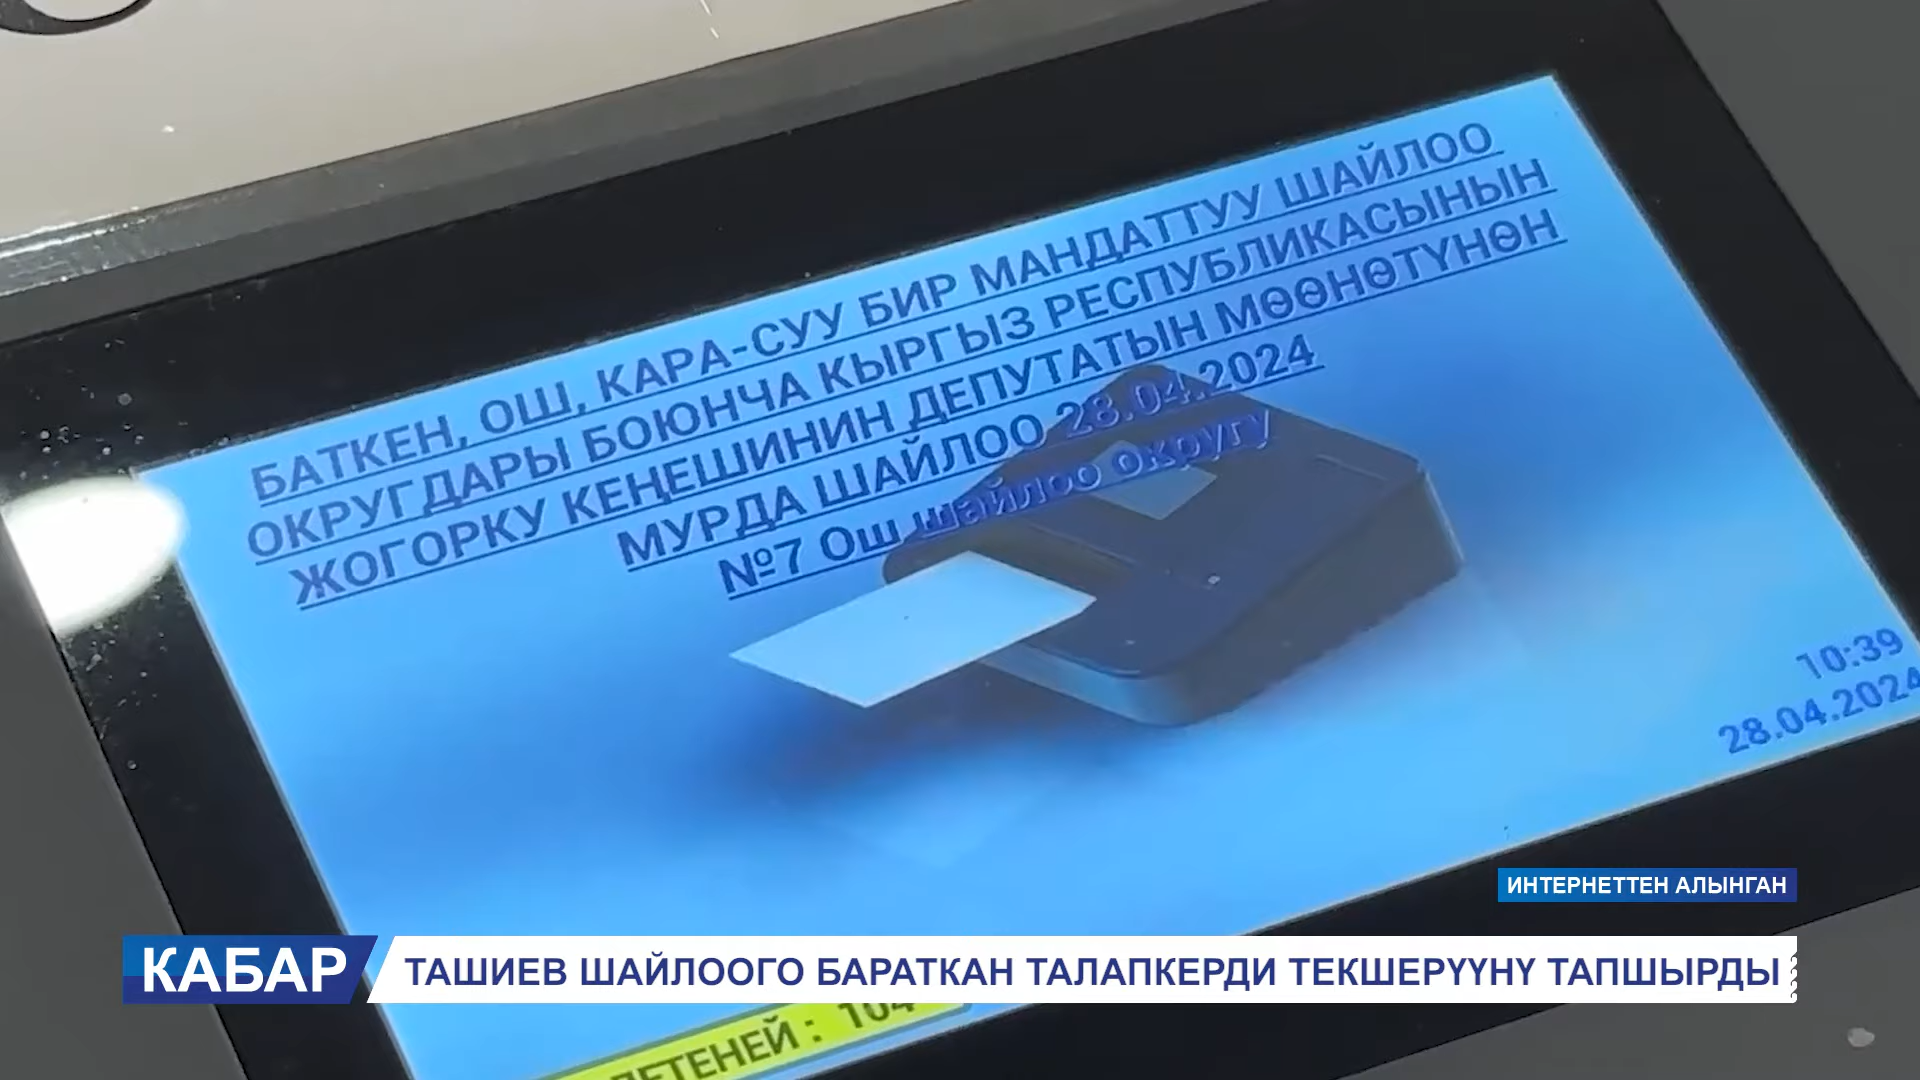 БАТКЕН, ОШ, КАРА-СУУ БИР МАНДАТТУУ ШАЙЛОО
ОКРУГДАРЫ БОЮНЧА КЫРГЫЗ РЕСПУБЛИКАСЫНЫН
ЖОГОРКУ КЕҢЕШИНИН ДЕПУТАТЫН МӨӨНӨТҮНӨН
МУРДА ШАЙЛОО 28.04.2024
№7 Ош шайлоо округу
10:39
28.04.2024
ИНТЕРНЕТТЕН АЛЫНГАН
КАБАР
ТАШИЕВ ШАЙЛООГО БАРАТКАН ТАЛАПКЕРДИ ТЕКШЕРҮҮНҮ ТАПШЫРДЫ
: 104